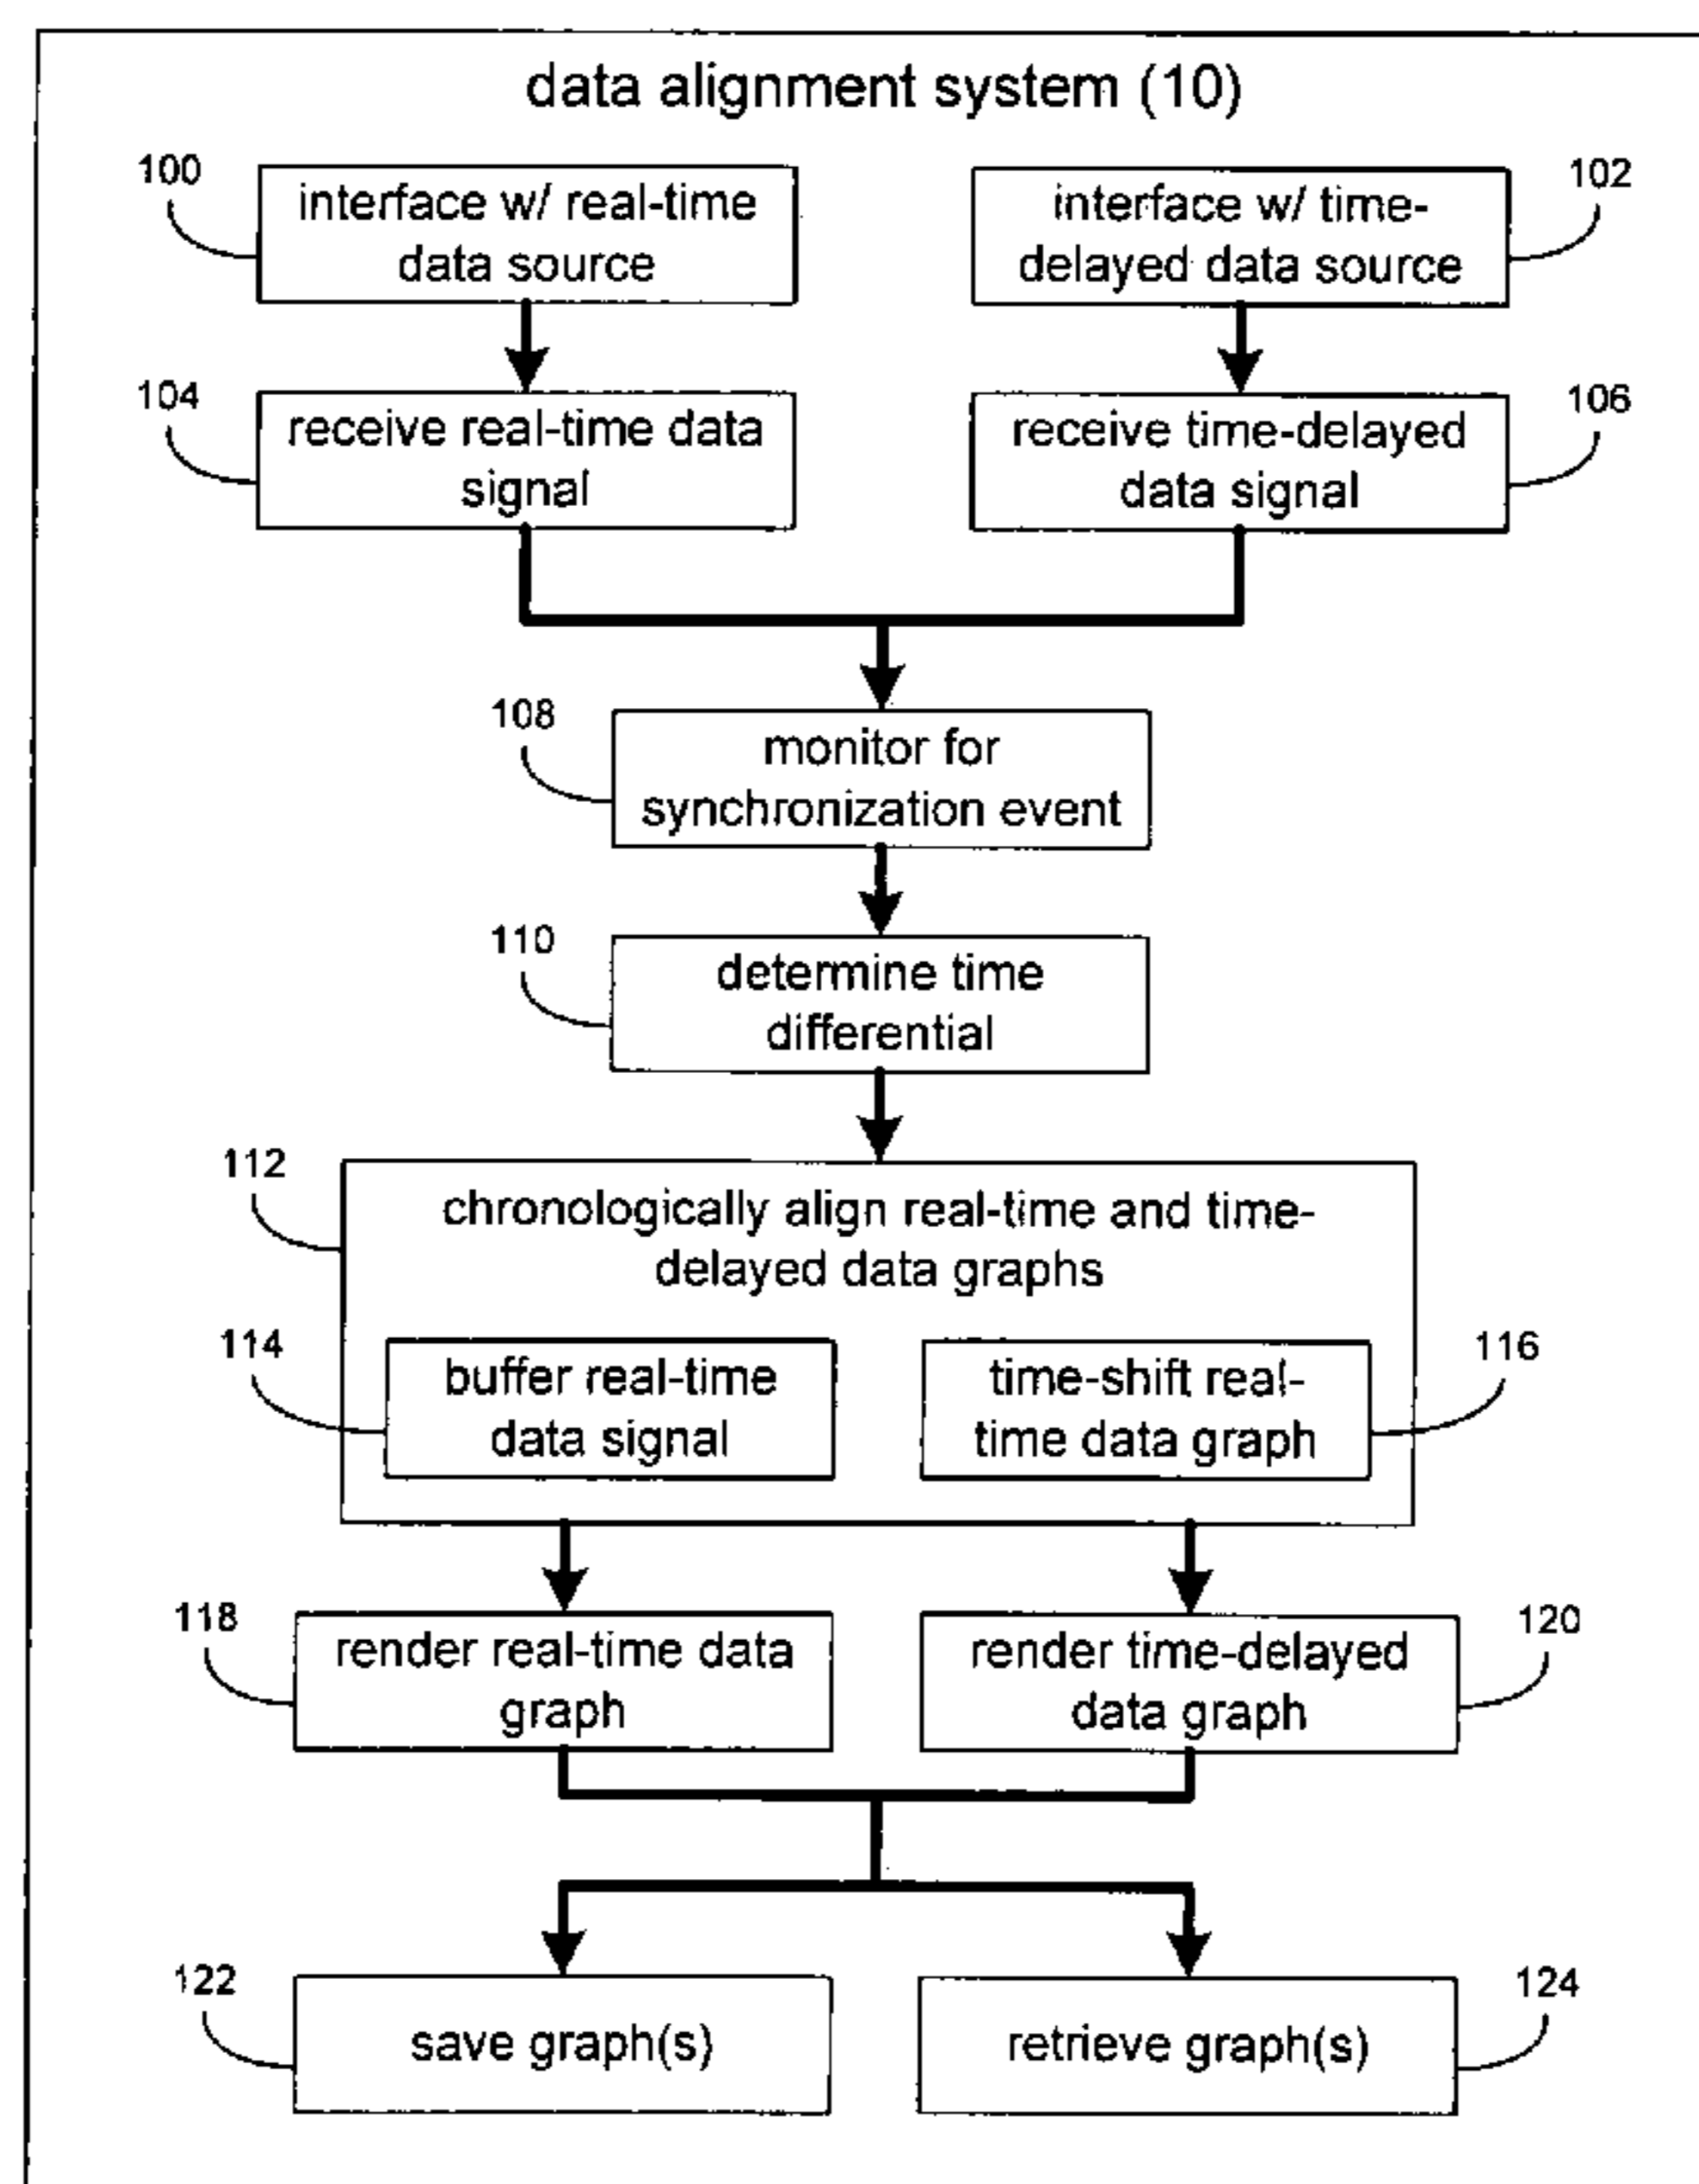 data alignment system (10)
100
interface w/ real-time
data source
102
interface w/ time-
delayed data source
104
receive real-time data
signal
106
receive time-delayed
data signal
108
monitor for
synchronization event
110
determine time
differential
112
chronologically align real-time and time-
delayed data graphs
114
buffer real-time
data signal
116
time-shift real-
time data graph
118
render real-time data
graph
120
render time-delayed
data graph
122
save graph(s)
124
retrieve graph(s)